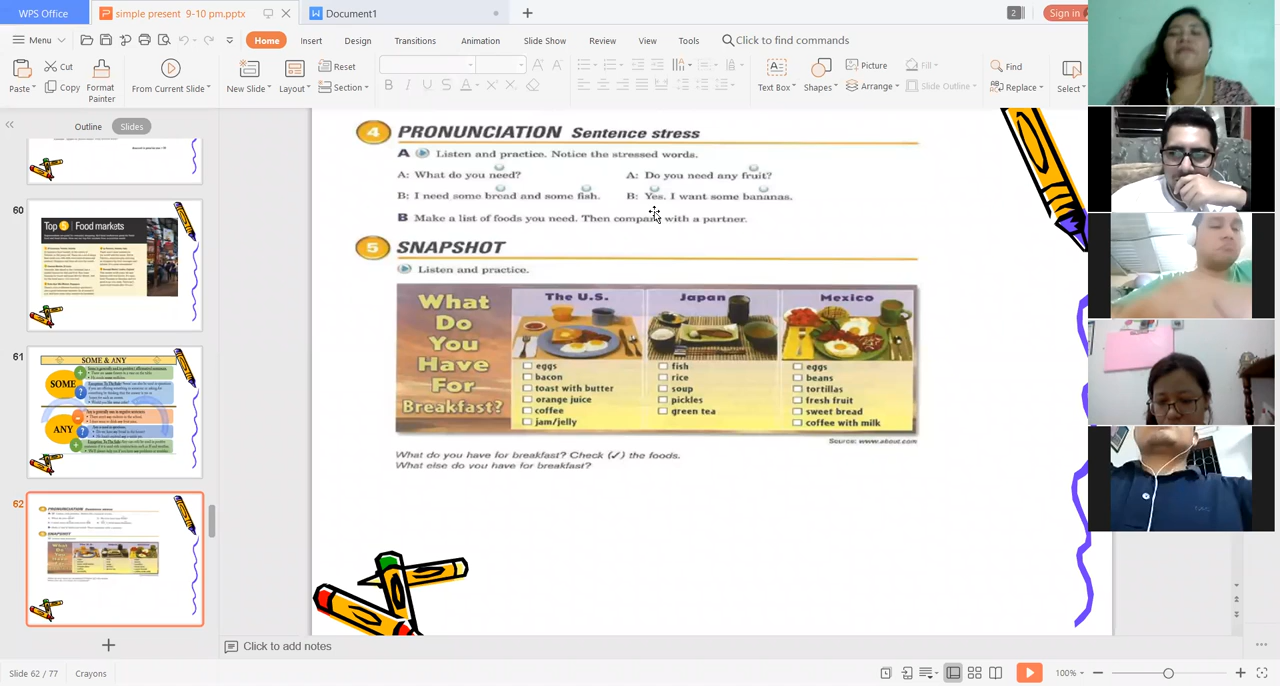 WPS Office
simple present 9-10 pm.pptx
Document1
2
Sign in
Menu
Home
Insert
Design
Transitions
Animation
Slide Show
Review
View
Tools
Click to find commands
Paste
Cut
Copy
Format Painter
From Current Slide
New Slide
Layout
Reset
Section
Text Box
Shapes
Picture
Arrange
Fill
Slide Outline
Find
Replace
Select
Outline
Slides
60
Top 5 Food markets
61
SOME & ANY
SOME
ANY
62
4 PRONUNCIATION Sentence stress
A Listen and practice. Notice the stressed words.
A: What do you need?
B: I need some bread and some fish.
A: Do you need any fruit?
B: Yes. I want some bananas.
B Make a list of foods you need. Then compare with a partner.
5 SNAPSHOT
Listen and practice.
What Do You Have For Breakfast?
The U.S.
eggs
bacon
toast with butter
orange juice
coffee
jam/jelly
Japan
fish
rice
soup
pickles
green tea
Mexico
eggs
beans
tortillas
fresh fruit
sweet bread
coffee with milk
Source: www.about.com
What do you have for breakfast? Check (✓) the foods.
What else do you have for breakfast?
Click to add notes
Slide 62 / 77
Crayons
100%